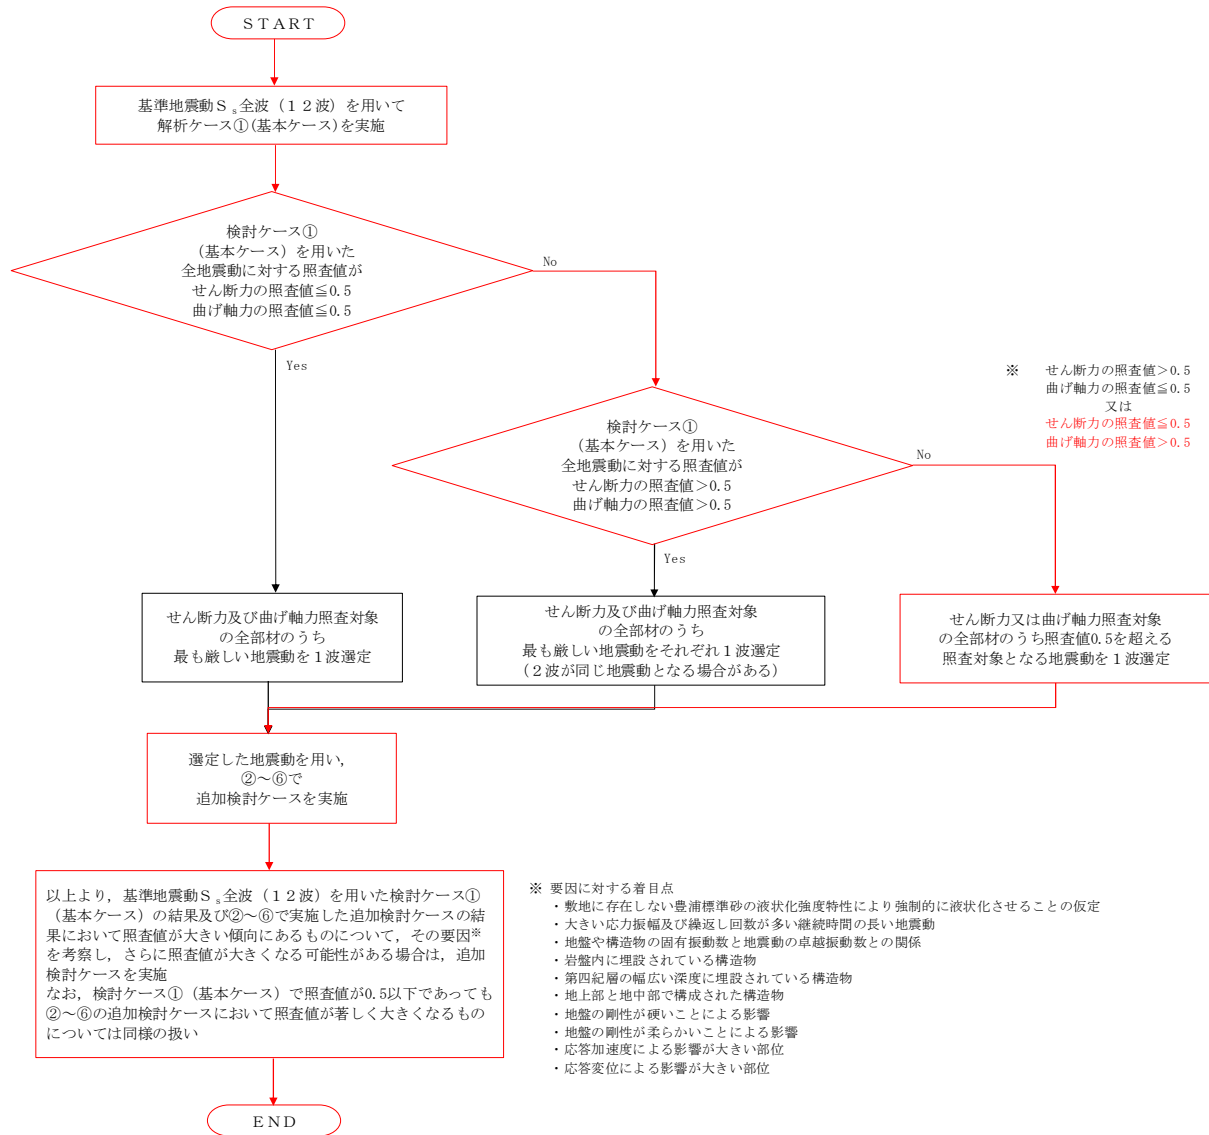 ＳＴＡＲＴ
基準地震動Ｓｓ全波（１２波）を用いて
解析ケース①(基本ケース)を実施
検討ケース①
（基本ケース）を用いた
全地震動に対する照査値が
せん断力の照査値≦0.5
曲げ軸力の照査値≦0.5
No
Yes
※　せん断力の照査値＞0.5
曲げ軸力の照査値≦0.5
又は
せん断力の照査値≦0.5
曲げ軸力の照査値＞0.5
検討ケース①
（基本ケース）を用いた
全地震動に対する照査値が
せん断力の照査値＞0.5
曲げ軸力の照査値＞0.5
No
Yes
せん断力及び曲げ軸力照査対象
の全部材のうち
最も厳しい地震動を１波選定
せん断力及び曲げ軸力照査対象
の全部材のうち
最も厳しい地震動をそれぞれ１波選定
（２波が同じ地震動となる場合がある）
せん断力又は曲げ軸力照査対象
の全部材のうち照査値0.5を超える
照査対象となる地震動を１波選定
選定した地震動を用い，
②～⑥で
追加検討ケースを実施
以上より，基準地震動Ｓｓ全波（１２波）を用いた検討ケース①
（基本ケース）の結果及び②～⑥で実施した追加検討ケースの結
果において照査値が大きい傾向にあるものについて，その要因※
を考察し，さらに照査値が大きくなる可能性がある場合は，追加
検討ケースを実施
なお，検討ケース①（基本ケース）で照査値が0.5以下であっても
②～⑥の追加検討ケースにおいて照査値が著しく大きくなるもの
については同様の扱い
※ 要因に対する着目点
・敷地に存在しない豊浦標準砂の液状化強度特性により強制的に液状化させることの仮定
・大きい応力振幅及び繰返し回数が多い継続時間の長い地震動
・地盤や構造物の固有振動数と地震動の卓越振動数との関係
・岩盤内に埋設されている構造物
・第四紀層の幅広い深度に埋設されている構造物
・地上部と地中部で構成された構造物
・地盤の剛性が硬いことによる影響
・地盤の剛性が柔らかいことによる影響
・応答加速度による影響が大きい部位
・応答変位による影響が大きい部位
ＥＮＤ